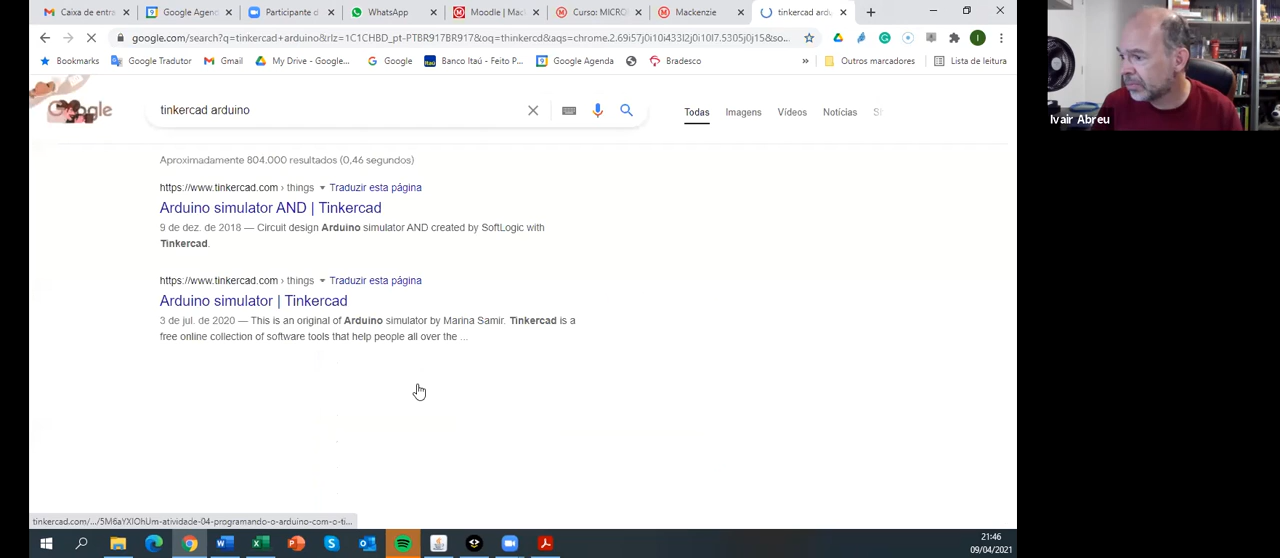 Caixa de entra
Google Agen
Participante d
WhatsApp
Moodle | Mac
Curso: MICRO
Mackenzie
tinkercad ardu
google.com/search?q=tinkercad+arduino&rlz=1C1CHBD_pt-PTBR917BR917&oq=thinkercd&aqs=chrome.2.69i57j0i10i433l2j0i10l7.5305j0j15&so...
Bookmarks
Google Tradutor
Gmail
My Drive - Google...
Google
Banco Itaú - Feito P...
Google Agenda
Bradesco
»
Outros marcadores
Lista de leitura
Google
tinkercad arduino
Todas
Imagens
Vídeos
Notícias
Aproximadamente 804.000 resultados (0,46 segundos)
https://www.tinkercad.com › things
Traduzir esta página
Arduino simulator AND | Tinkercad
9 de dez. de 2018 — Circuit design Arduino simulator AND created by SoftLogic with
Tinkercad.
https://www.tinkercad.com › things
Traduzir esta página
Arduino simulator | Tinkercad
3 de jul. de 2020 — This is an original of Arduino simulator by Marina Samir. Tinkercad is a
free online collection of software tools that help people all over the ...
tinkercad.com/.../5M6aYXlOhUm-atividade-04-programando-o-arduino-com-o-ti...
21:46
09/04/2021
Ivair Abreu